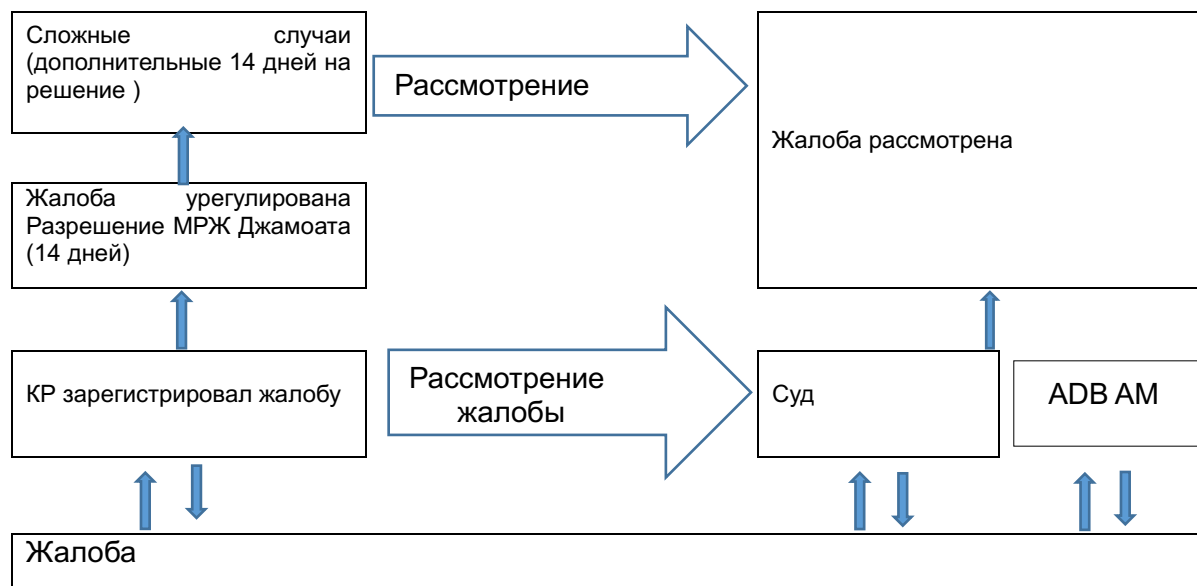 Сложные случаи
(дополнительные 14 дней на
решение )
Рассмотрение
Жалоба рассмотрена
Жалоба урегулирована
Разрешение МРЖ Джамоата
(14 дней)
КР зарегистрировал жалобу
Рассмотрение
жалобы
Суд
ADB AM
Жалоба